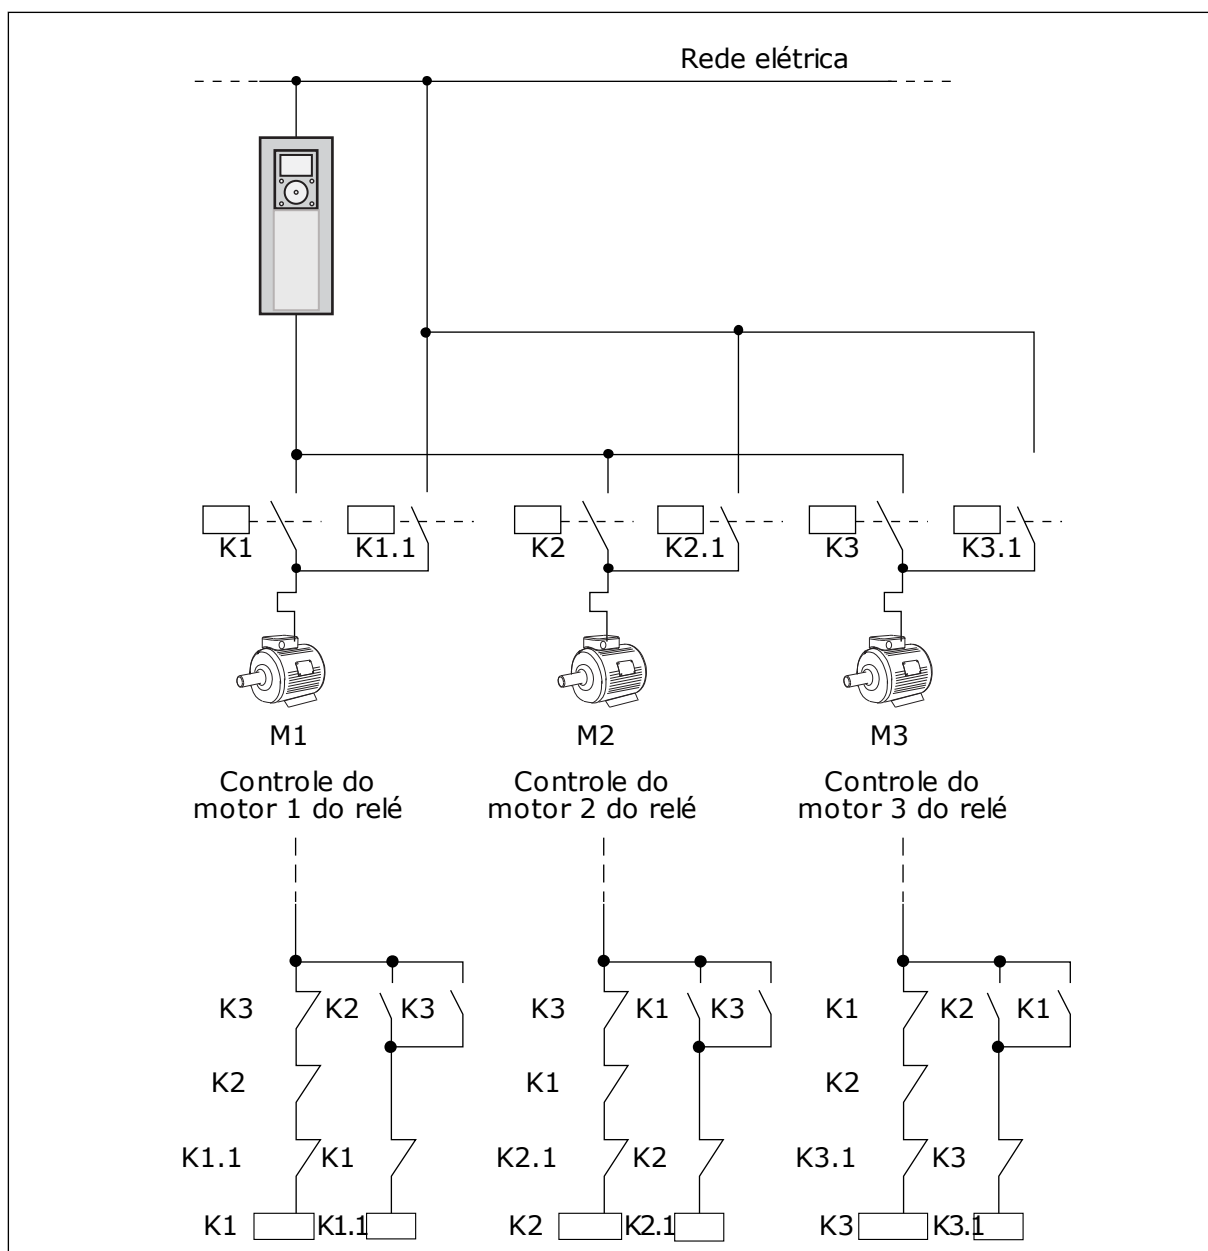 Rede elétrica
K1 K1.1 K2 K2.1 K3 K3.1
M1 M2 M3
Controle do
motor 1 do relé
Controle do
motor 2 do relé
Controle do
motor 3 do relé
K3 K2 K3 K3 K1 K3 K1 K2 K1
K2 K1 K2
K1.1 K1 K2.1 K2 K3.1 K3
K1 K1.1 K2 K2.1 K3 K3.1